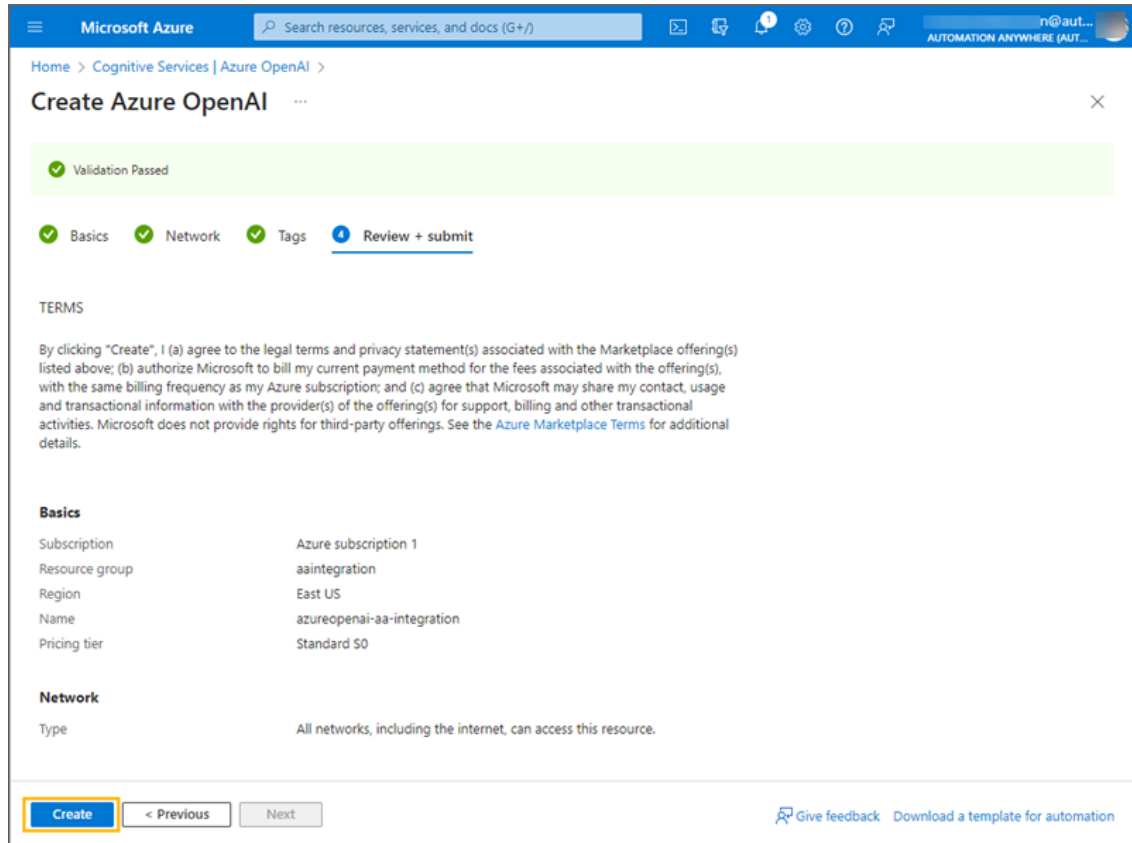 Microsoft Azure
Search resources, services, and docs (G+/)
1
n@aut...
AUTOMATION ANYWHERE (AUT...
Home > Cognitive Services | Azure OpenAI >
Create Azure OpenAI ...
Validation Passed
Basics Network Tags 4 Review + submit
TERMS
By clicking "Create", I (a) agree to the legal terms and privacy statement(s) associated with the Marketplace offering(s)
listed above; (b) authorize Microsoft to bill my current payment method for the fees associated with the offering(s),
with the same billing frequency as my Azure subscription; and (c) agree that Microsoft may share my contact, usage
and transactional information with the provider(s) of the offering(s) for support, billing and other transactional
activities. Microsoft does not provide rights for third-party offerings. See the Azure Marketplace Terms for additional
details.
Basics
Subscription Azure subscription 1
Resource group aaintegration
Region East US
Name azureopenai-aa-integration
Pricing tier Standard S0
Network
Type All networks, including the internet, can access this resource.
Create < Previous Next Give feedback Download a template for automation